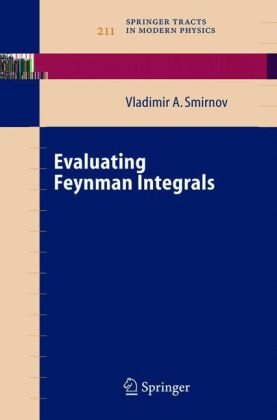 211
SPRINGER TRACTS
IN MODERN PHYSICS
Vladimir A. Smirnov
Evaluating
Feynman Integrals
Springer